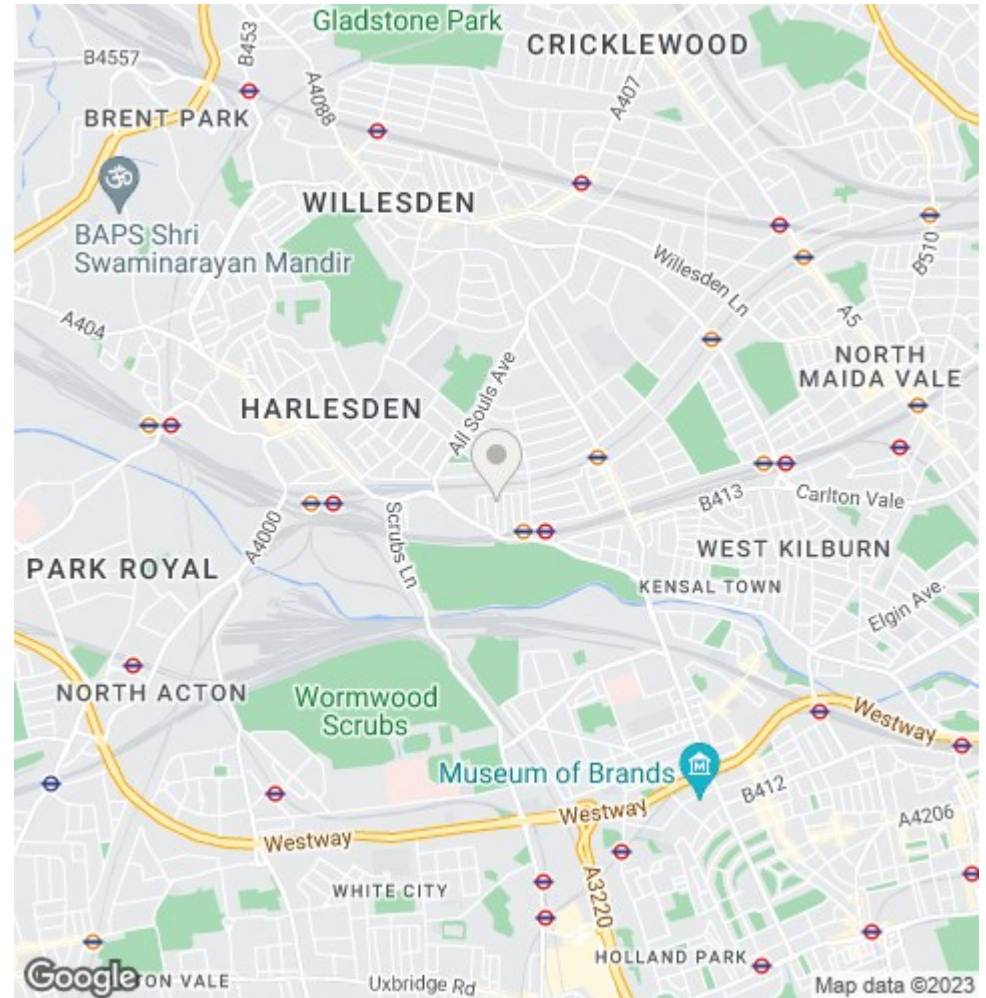 Gladstone Park
CRICKLEWOOD
B453
B4557
A4088
A407
BRENT PARK
WILLESDEN
BAPS Shri
Swaminarayan Mandir
B510
Willesden Ln
A404
A5
NORTH
MAIDA VALE
All Souls Ave
HARLESDEN
B413
Carlton Vale
Scrubs Ln
A4000
WEST KILBURN
PARK ROYAL
KENSAL TOWN
Elgin Ave.
NORTH ACTON
Wormwood
Scrubs
Westway
Museum of Brands
B412
Westway
A4206
Westway
WHITE CITY
A3220
HOLLAND PARK
Google
TON VALE
Uxbridge Rd
Map data ©2023